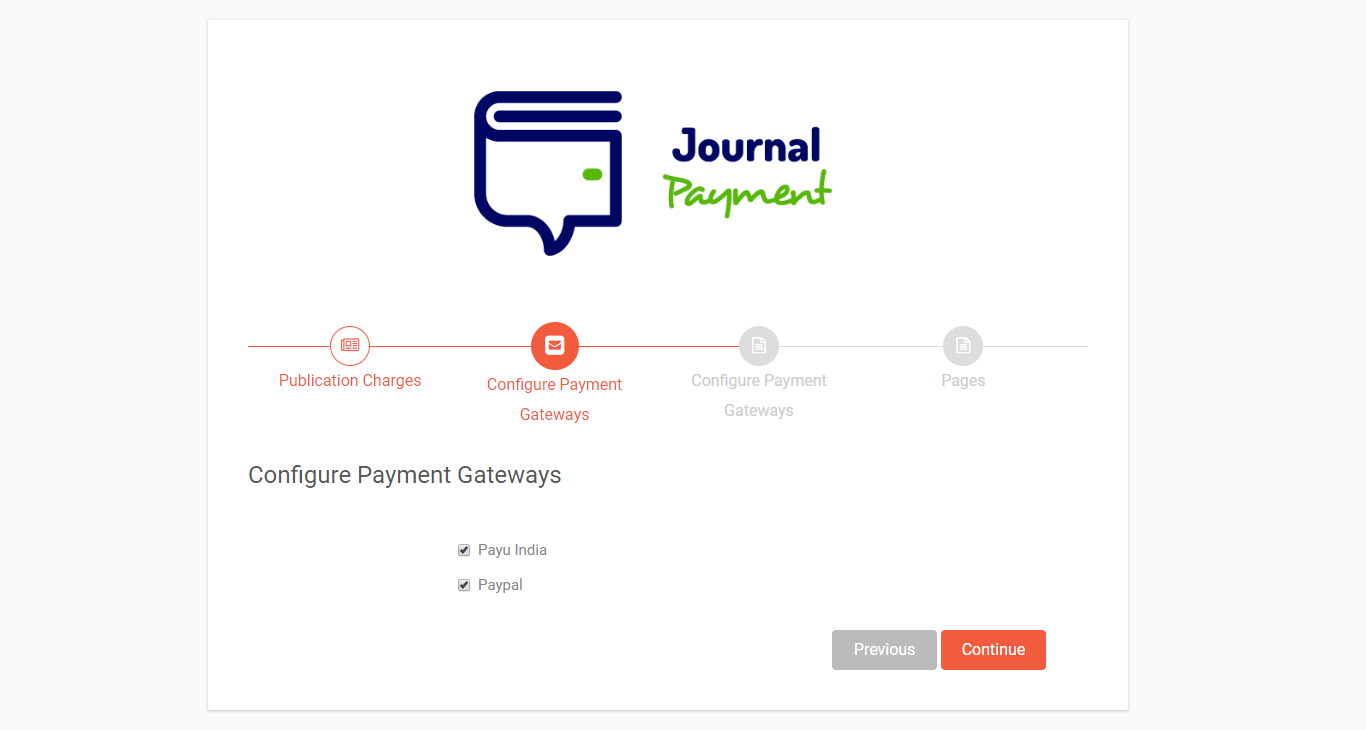 Journal
Payment
Publication Charges
Configure Payment
Gateways
Configure Payment
Gateways
Pages
Configure Payment Gateways
Payu India
Paypal
Previous
Continue